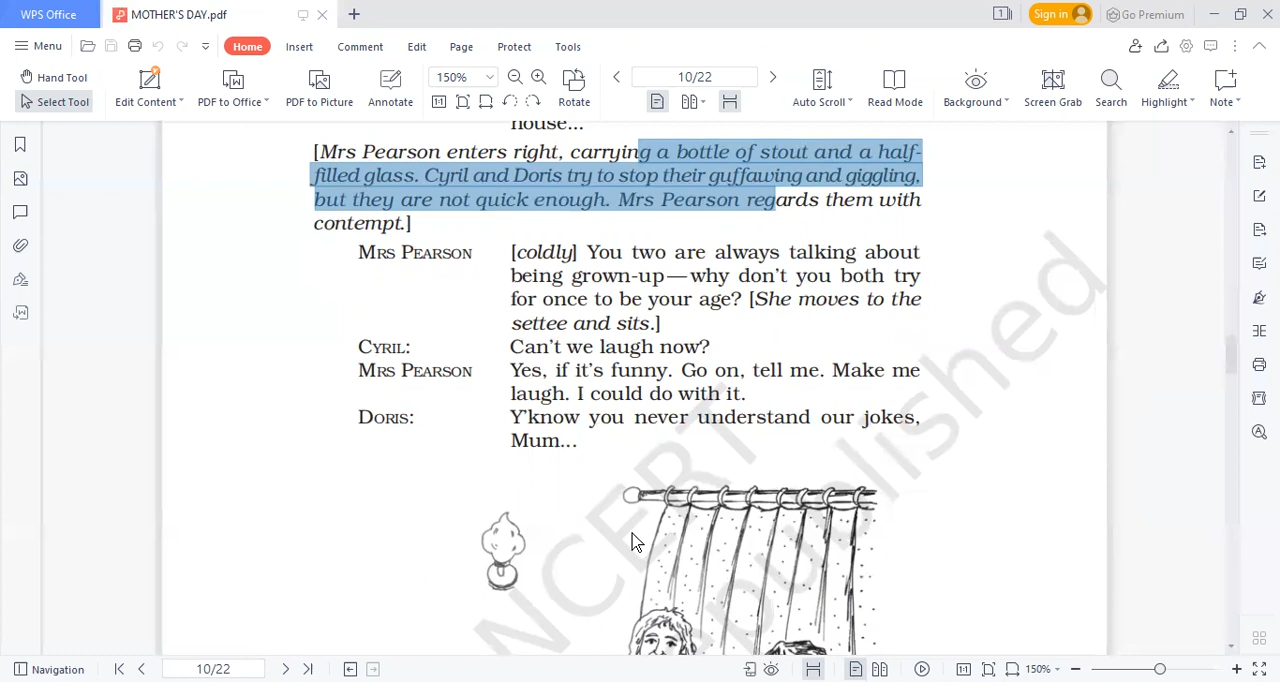 WPS Office
MOTHER'S DAY.pdf
Sign in
Go Premium
Menu
Home
Insert
Comment
Edit
Page
Protect
Tools
Hand Tool
Select Tool
Edit Content
PDF to Office
PDF to Picture
Annotate
150%
Rotate
10/22
Auto Scroll
Read Mode
Background
Screen Grab
Search
Highlight
Note
house...
[Mrs Pearson enters right, carrying a bottle of stout and a half-
filled glass. Cyril and Doris try to stop their guffawing and giggling,
but they are not quick enough. Mrs Pearson regards them with
contempt.]
MRS PEARSON [coldly] You two are always talking about
being grown-up—why don't you both try
for once to be your age? [She moves to the
settee and sits.]
CYRIL: Can't we laugh now?
MRS PEARSON Yes, if it's funny. Go on, tell me. Make me
laugh. I could do with it.
DORIS: Y'know you never understand our jokes,
Mum...
NCERT
republished
Navigation
10/22
150%